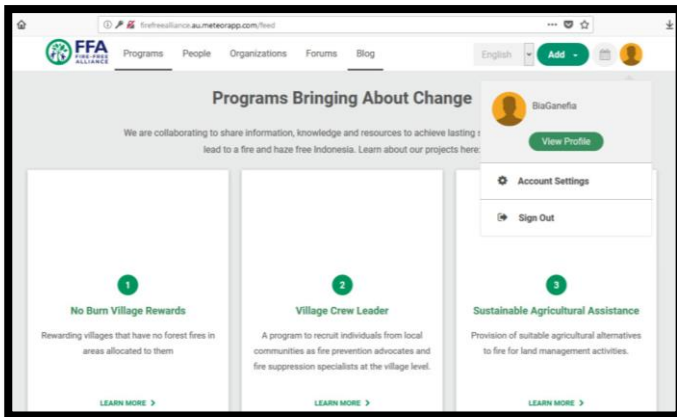 firefreealliance.au.meteorapp.com/feed
FFA
FIRE-FREE
ALLIANCE
Programs People Organizations Forums Blog
English
Add
Programs Bringing About Change
BiaGanefia
View Profile
We are collaborating to share information, knowledge and resources to achieve lasting
lead to a fire and haze free Indonesia. Learn about our projects here:
Account Settings
Sign Out
1
No Burn Village Rewards
Rewarding villages that have no forest fires in
areas allocated to them
LEARN MORE
2
Village Crew Leader
A program to recruit individuals from local
communities as fire prevention advocates and
fire suppression specialists at the village level.
LEARN MORE
3
Sustainable Agricultural Assistance
Provision of suitable agricultural alternatives
to fire for land management activities.
LEARN MORE